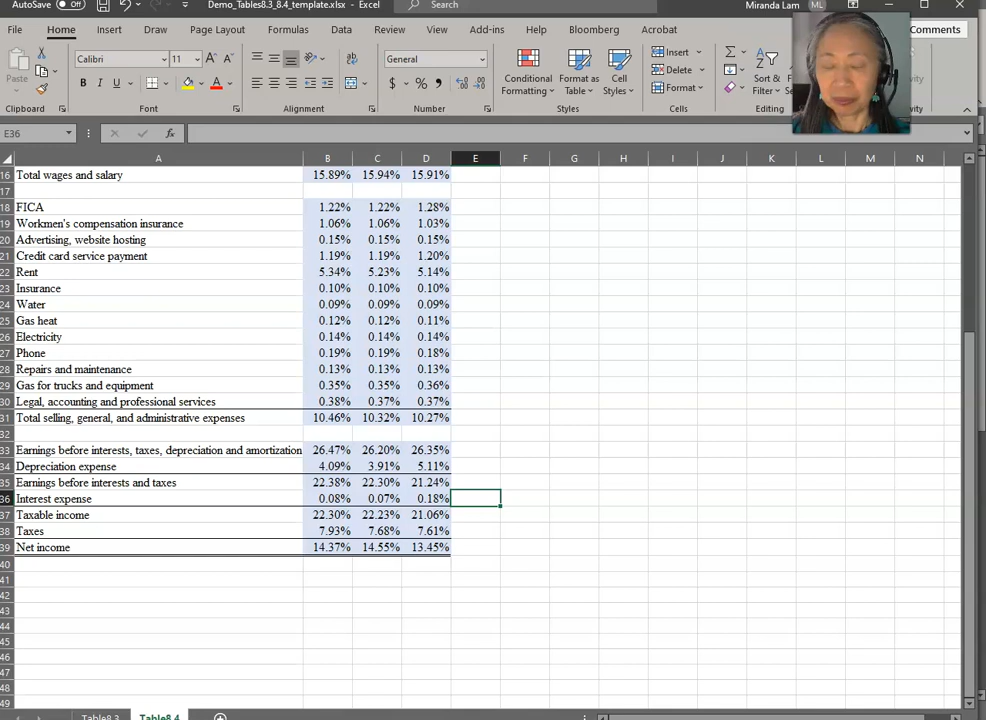 AutoSave Off Demo_Tables8.3_8.4_template.xlsx - Excel Search Miranda Lam ML
File Home Insert Draw Page Layout Formulas Data Review View Add-ins Help Bloomberg Acrobat Comments
Paste Calibri 11 General Conditional Formatting Format as Table Cell Styles Insert Delete Format Sort & Filter
Clipboard Font Alignment Number Styles Cells Editing
E36 fx
A B C D E F G H I J K L M N
16 Total wages and salary 15.89% 15.94% 15.91%
17
18 FICA 1.22% 1.22% 1.28%
19 Workmen's compensation insurance 1.06% 1.06% 1.03%
20 Advertising, website hosting 0.15% 0.15% 0.15%
21 Credit card service payment 1.19% 1.19% 1.20%
22 Rent 5.34% 5.23% 5.14%
23 Insurance 0.10% 0.10% 0.10%
24 Water 0.09% 0.09% 0.09%
25 Gas heat 0.12% 0.12% 0.11%
26 Electricity 0.14% 0.14% 0.14%
27 Phone 0.19% 0.19% 0.18%
28 Repairs and maintenance 0.13% 0.13% 0.13%
29 Gas for trucks and equipment 0.35% 0.35% 0.36%
30 Legal, accounting and professional services 0.38% 0.37% 0.37%
31 Total selling, general, and administrative expenses 10.46% 10.32% 10.27%
32
33 Earnings before interests, taxes, depreciation and amortization 26.47% 26.20% 26.35%
34 Depreciation expense 4.09% 3.91% 5.11%
35 Earnings before interests and taxes 22.38% 22.30% 21.24%
36 Interest expense 0.08% 0.07% 0.18%
37 Taxable income 22.30% 22.23% 21.06%
38 Taxes 7.93% 7.68% 7.61%
39 Net income 14.37% 14.55% 13.45%
40
41
42
43
44
45
46
47
48
49
Table8.3 Table8.4